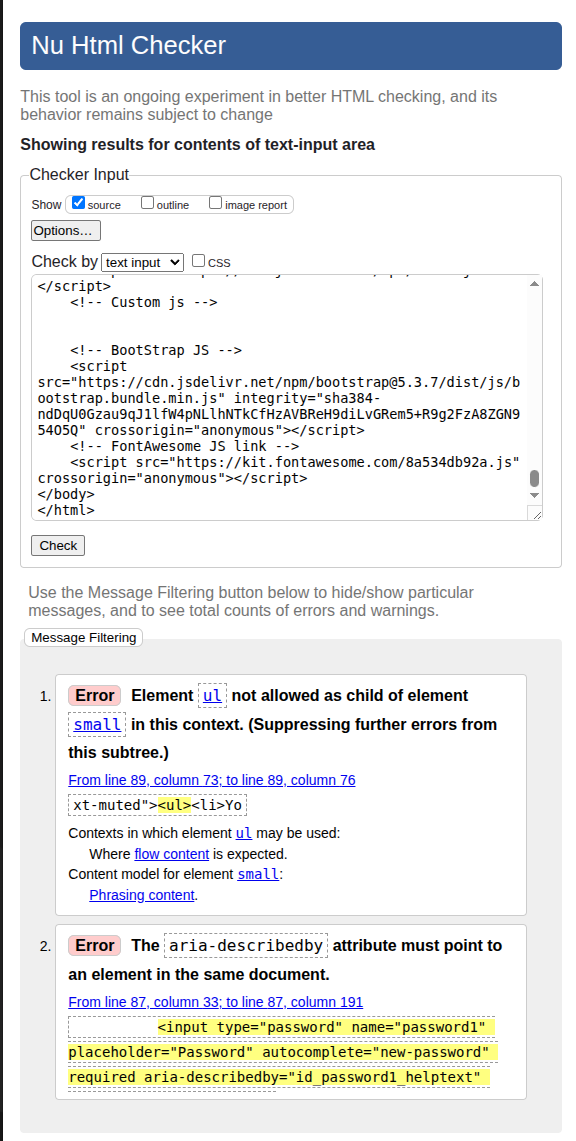 Nu Html Checker
This tool is an ongoing experiment in better HTML checking, and its
behavior remains subject to change
Showing results for contents of text-input area
Checker Input
Show source outline image report
Options…
Check by text input CSS
</script>
<!-- Custom js -->
<!-- BootStrap JS -->
<script
src="https://cdn.jsdelivr.net/npm/bootstrap@5.3.7/dist/js/b
ootstrap.bundle.min.js" integrity="sha384-
ndDqU0Gzau9qJ1lfW4pNLlhNTkCfHzAVBReH9diLvGRem5+R9g2FzA8ZGN9
54O5Q" crossorigin="anonymous"></script>
<!-- FontAwesome JS link -->
<script src="https://kit.fontawesome.com/8a534db92a.js"
crossorigin="anonymous"></script>
</body>
</html>
Check
Use the Message Filtering button below to hide/show particular
messages, and to see total counts of errors and warnings.
Message Filtering
1. Error Element ul not allowed as child of element
small in this context. (Suppressing further errors from
this subtree.)
From line 89, column 73; to line 89, column 76
xt-muted"><ul><li>Yo
Contexts in which element ul may be used:
Where flow content is expected.
Content model for element small:
Phrasing content.
2. Error The aria-describedby attribute must point to
an element in the same document.
From line 87, column 33; to line 87, column 191
<input type="password" name="password1"
placeholder="Password" autocomplete="new-password"
required aria-describedby="id_password1_helptext"